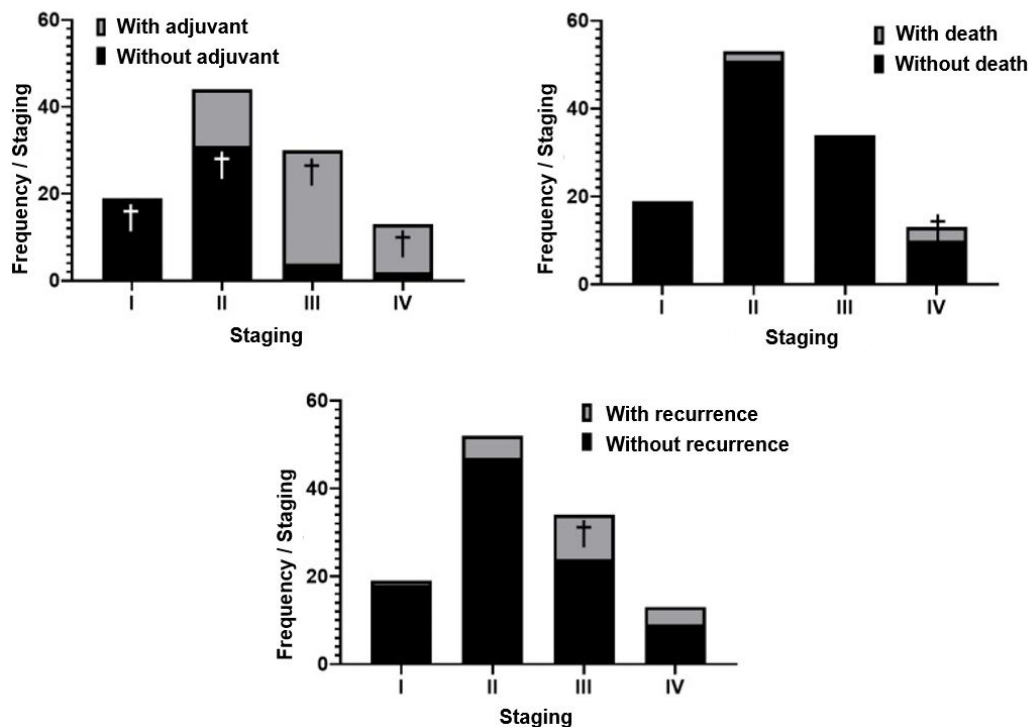 With adjuvant
Without adjuvant
Frequency / Staging
60
40
20
0
†
†
†
†
I II III IV
Staging
With death
Without death
Frequency / Staging
60
40
20
0
†
I II III IV
Staging
With recurrence
Without recurrence
Frequency / Staging
60
40
20
0
†
I II III IV
Staging